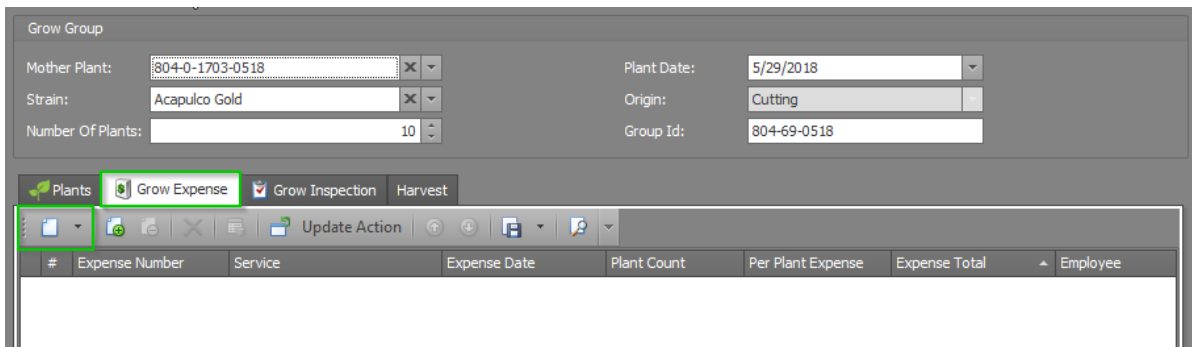 Grow Group
Mother Plant: 804-0-1703-0518 Plant Date: 5/29/2018
Strain: Acapulco Gold Origin: Cutting
Number Of Plants: 10 Group Id: 804-69-0518
Plants Grow Expense Grow Inspection Harvest
Update Action
# Expense Number Service Expense Date Plant Count Per Plant Expense Expense Total Employee